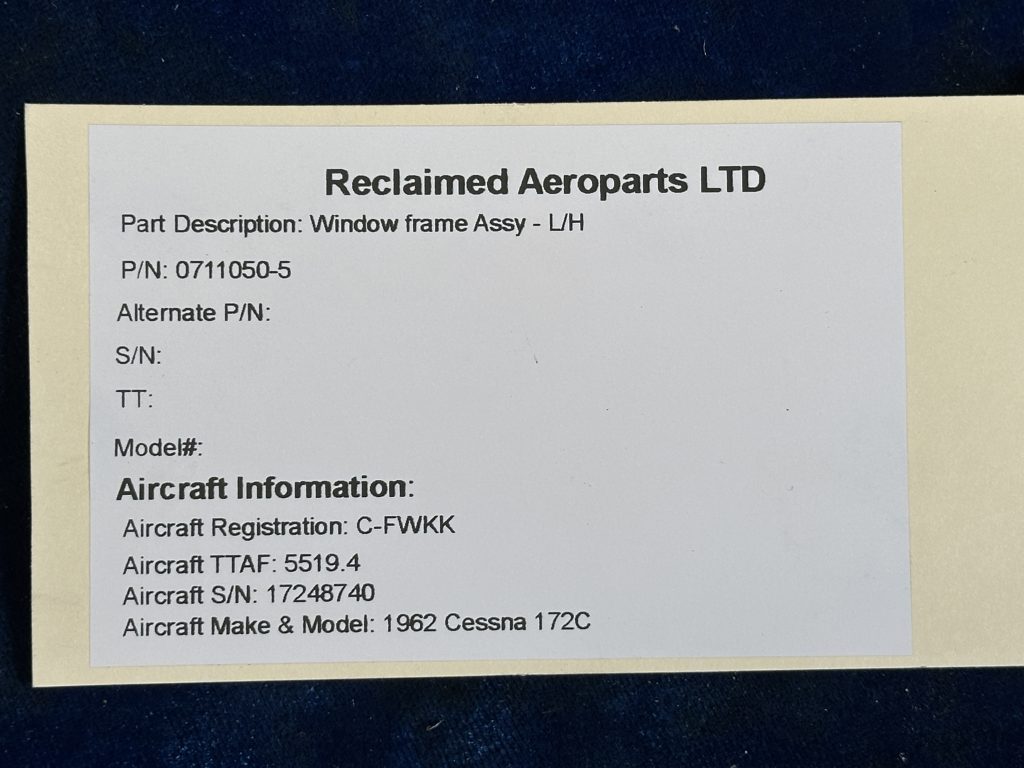 Reclaimed Aeroparts LTD
Part Description: Window frame Assy - L/H
P/N: 0711050-5
Alternate P/N:
S/N:
TT:
Model#:
Aircraft Information:
Aircraft Registration: C-FWKK
Aircraft TTAF: 5519.4
Aircraft S/N: 17248740
Aircraft Make & Model: 1962 Cessna 172C